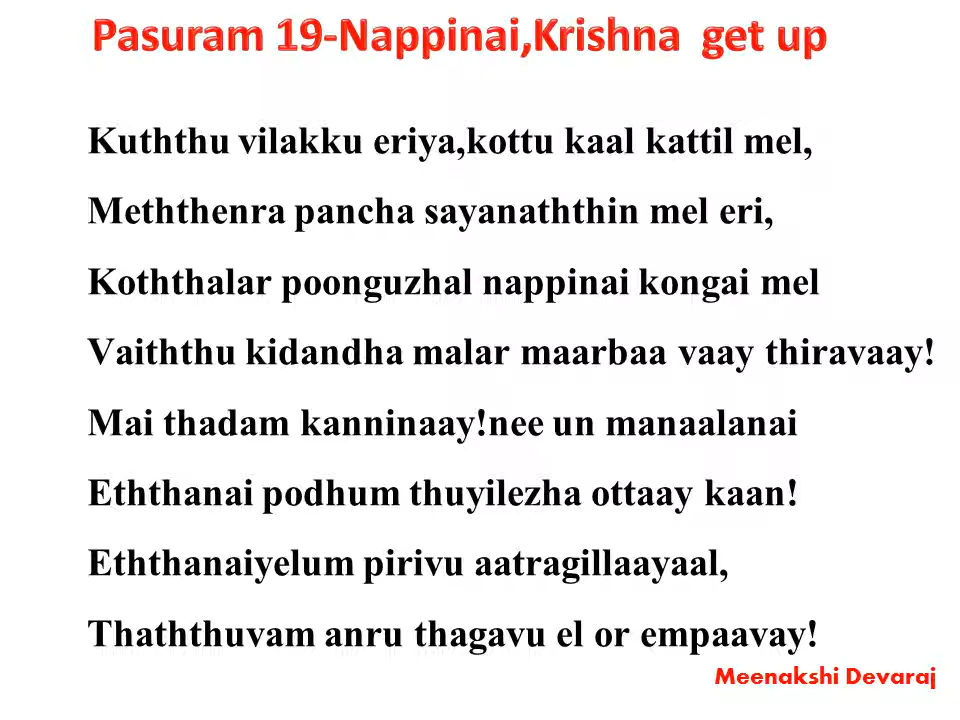 Pasuram 19-Nappinai,Krishna get up
Kuththu vilakku eriya,kottu kaal kattil mel,
Meththenra pancha sayanaththin mel eri,
Koththalar poonguzhal nappinai kongai mel
Vaiththu kidandha malar maarbaa vaay thiravaay!
Mai thadam kanninaay!nee un manaalanai
Eththanai podhum thuyilezha ottaay kaan!
Eththanaiyelum pirivu aatragillaayaal,
Thaththuvam anru thagavu el or empaavay!
Meenakshi Devaraj